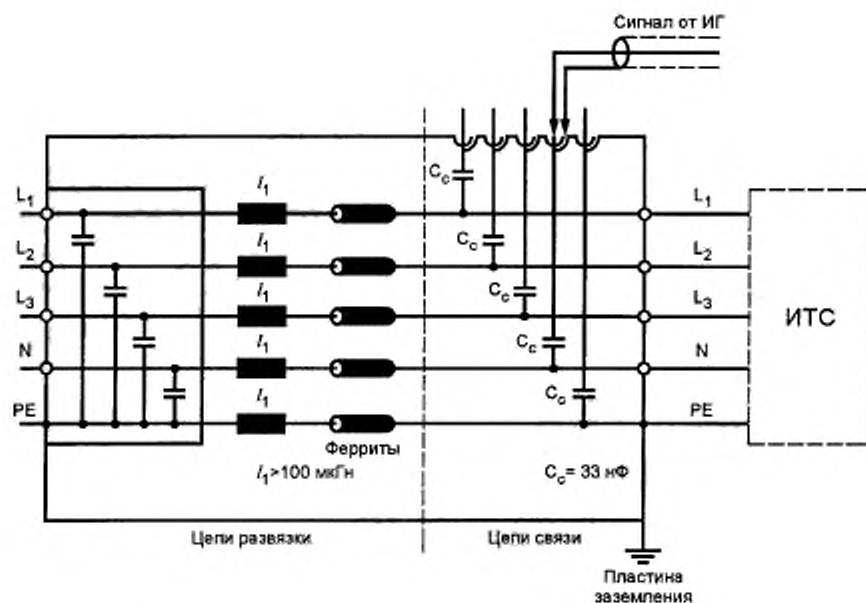 Сигнал от ИГ
Cc
L1
l1
L1
Cc
L2
l1
L2
Cc
L3
l1
L3
ИТС
Cc
N
l1
N
Cc
PE
l1
PE
Ферриты
l1>100 мкГн
Cc= 33 нФ
Цепи развязки
Цепи связи
Пластина
заземления